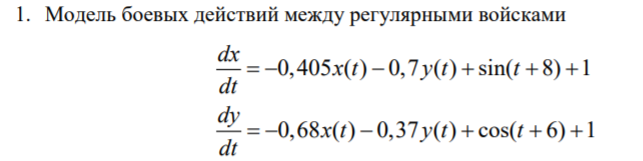 1. Модель боевых действий между регулярными войсками
dx/dt = −0,405x(t) − 0,7y(t) + sin(t + 8) + 1
dy/dt = −0,68x(t) − 0,37y(t) + cos(t + 6) + 1